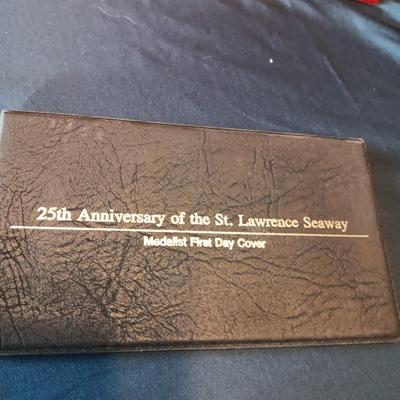 25th Anniversary of the St. Lawrence Seaway
Medalist First Day Cover